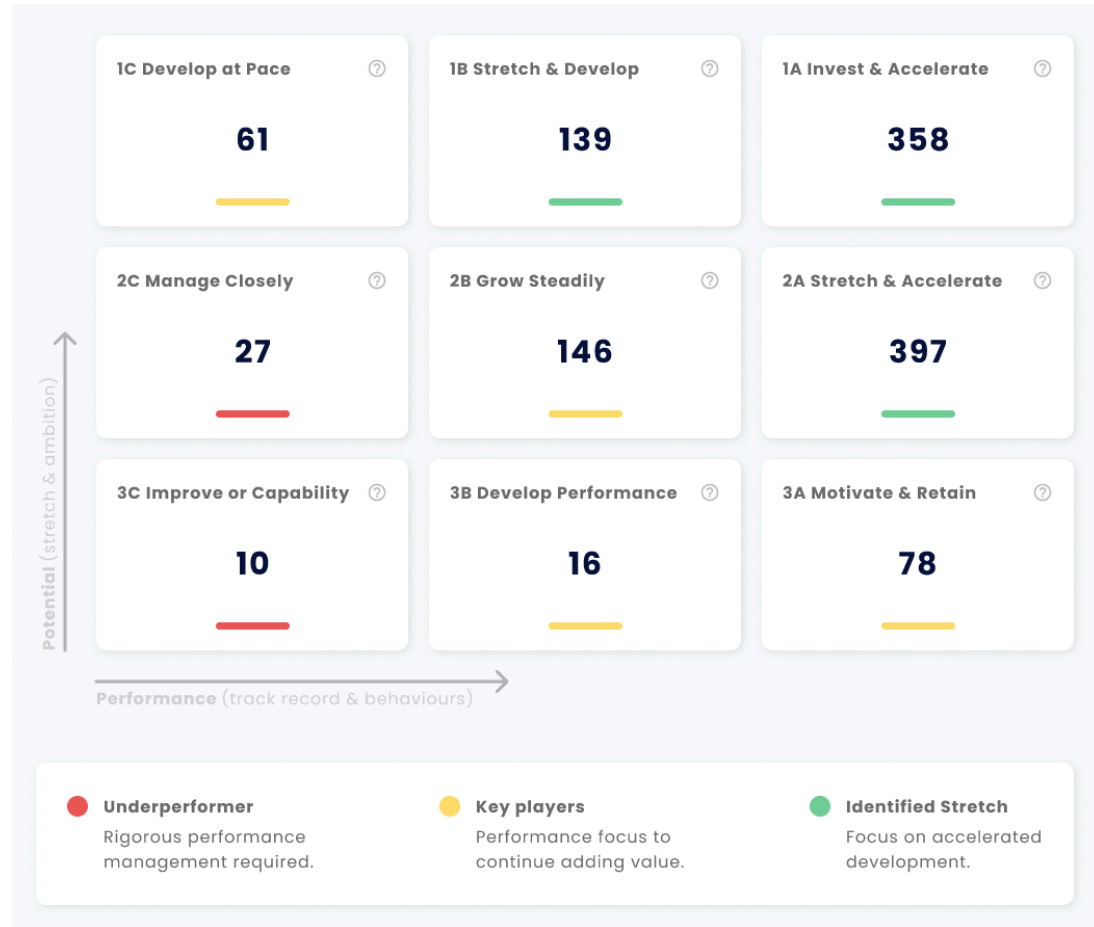 1C Develop at Pace
61
1B Stretch & Develop
139
1A Invest & Accelerate
358
2C Manage Closely
27
2B Grow Steadily
146
2A Stretch & Accelerate
397
3C Improve or Capability
10
3B Develop Performance
16
3A Motivate & Retain
78
Potential (stretch & ambition)
Performance (track record & behaviours)
Underperformer
Rigorous performance
management required.
Key players
Performance focus to
continue adding value.
Identified Stretch
Focus on accelerated
development.